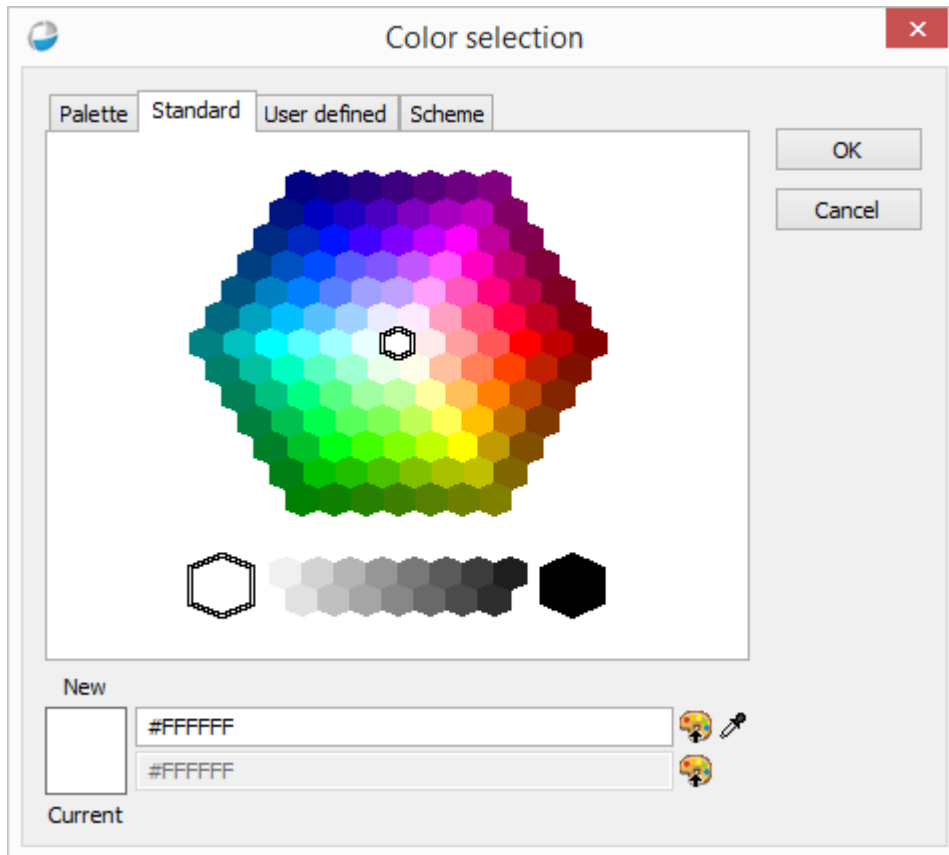 Color selection
Palette Standard User defined Scheme
OK
Cancel
New
#FFFFFF
#FFFFFF
Current